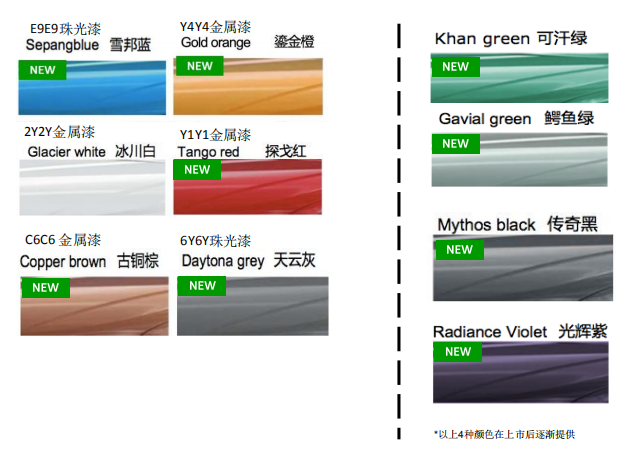 E9E9珠光漆
Sepangblue 雪邦蓝
NEW
Y4Y4金属漆
Gold orange 鎏金橙
NEW
2Y2Y金属漆
Glacier white 冰川白
Y1Y1金属漆
Tango red 探戈红
NEW
C6C6 金属漆
Copper brown 古铜棕
NEW
6Y6Y珠光漆
Daytona grey 天云灰
NEW
Khan green 可汗绿
NEW
Gavial green 鳄鱼绿
NEW
Mythos black 传奇黑
NEW
Radiance Violet 光辉紫
NEW
*以上4种颜色在上市后逐渐提供